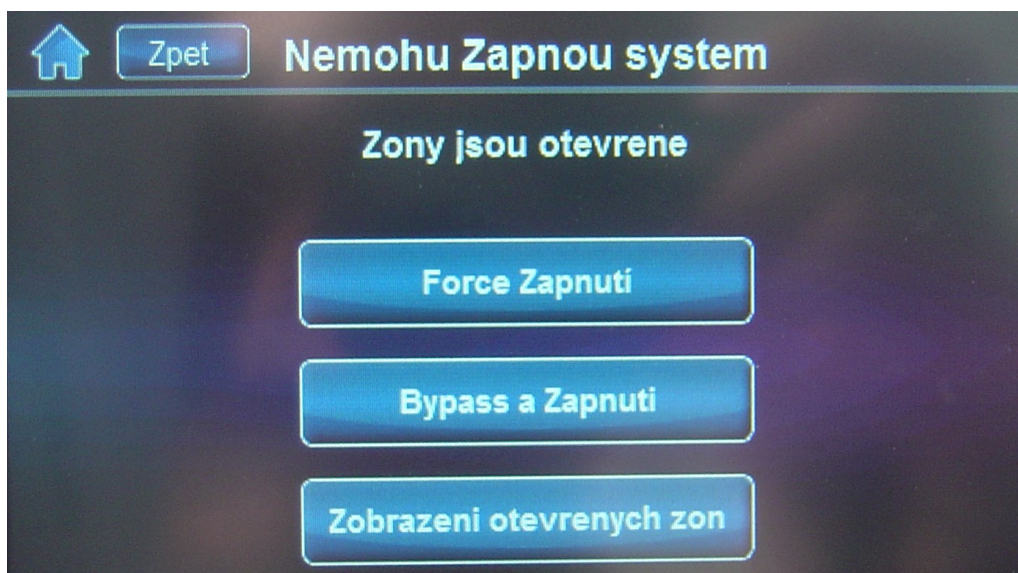 Zpet
Nemohu Zapnou system
Zony jsou otevrene
Force Zapnutí
Bypass a Zapnuti
Zobrazeni otevrenych zon